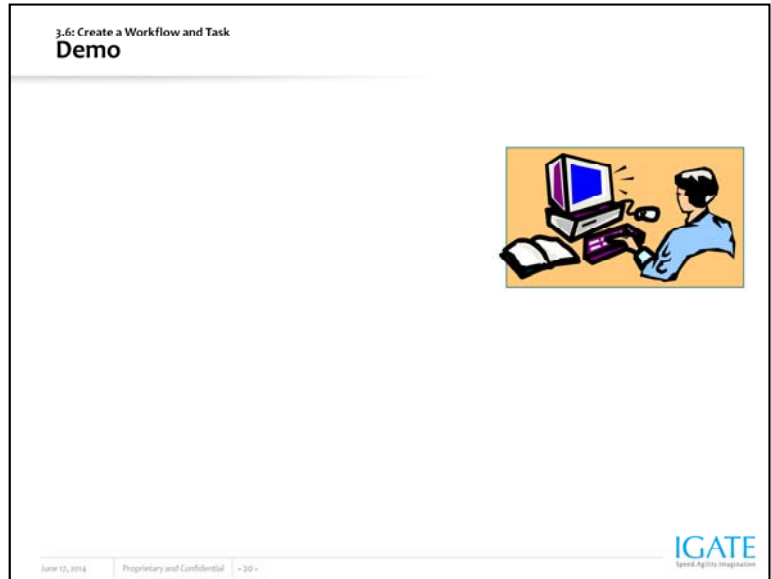 3.6: Create a Workflow and Task
Demo
June 17, 2014 Proprietary and Confidential - 20 -
IGATE
Speed.Agility.Imagination